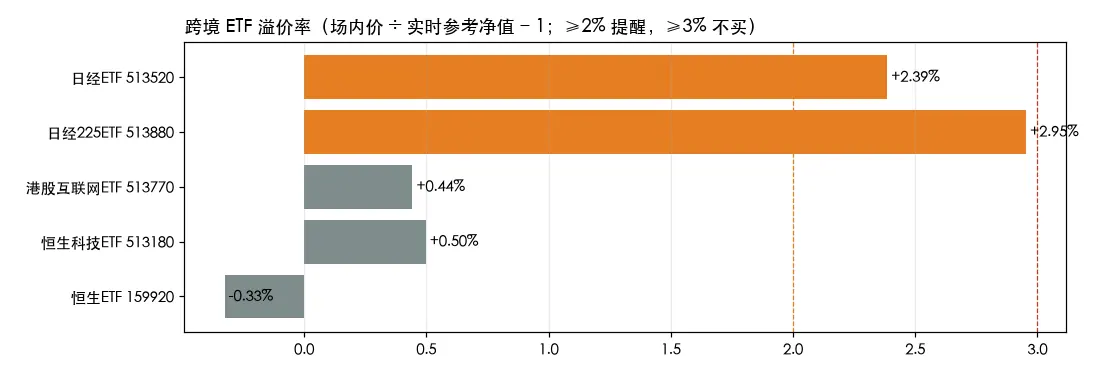 跨境 ETF 溢价率（场内价 ÷ 实时参考净值 − 1；≥2% 提醒，≥3% 不买）
日经ETF 513520
+2.39%
日经225ETF 513880
+2.95%
港股互联网ETF 513770
+0.44%
恒生科技ETF 513180
+0.50%
恒生ETF 159920
-0.33%
0.0 0.5 1.0 1.5 2.0 2.5 3.0